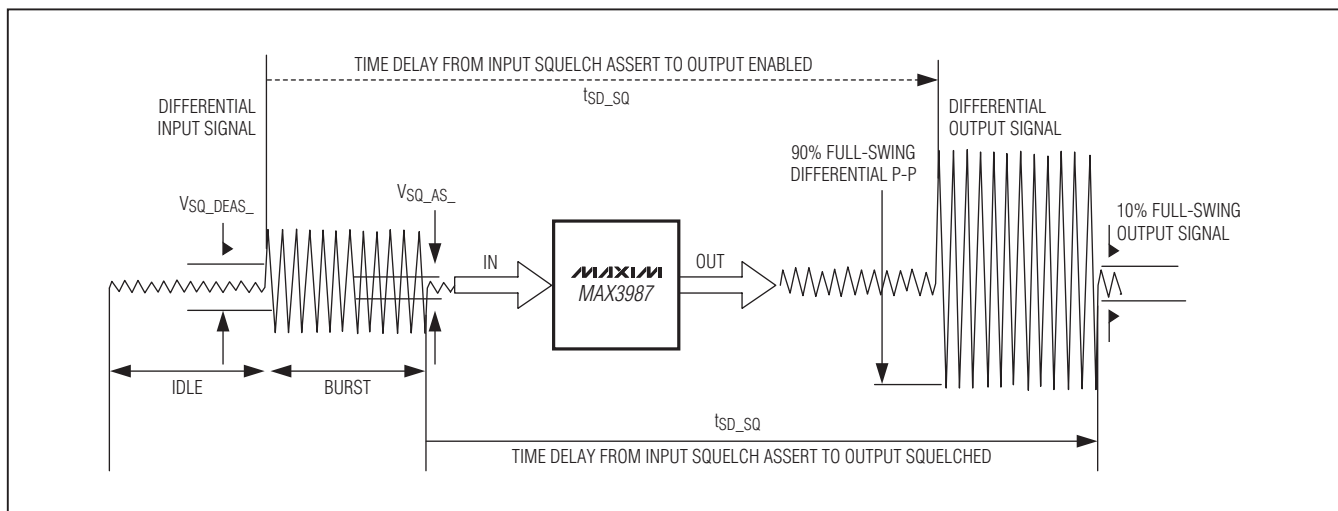 TIME DELAY FROM INPUT SQUELCH ASSERT TO OUTPUT ENABLED
tSD_SQ
DIFFERENTIAL
INPUT SIGNAL
DIFFERENTIAL
OUTPUT SIGNAL
90% FULL-SWING
DIFFERENTIAL P-P
VSQ_DEAS_
VSQ_AS_
10% FULL-SWING
OUTPUT SIGNAL
IN
MAXIM
MAX3987
OUT
IDLE
BURST
tSD_SQ
TIME DELAY FROM INPUT SQUELCH ASSERT TO OUTPUT SQUELCHED